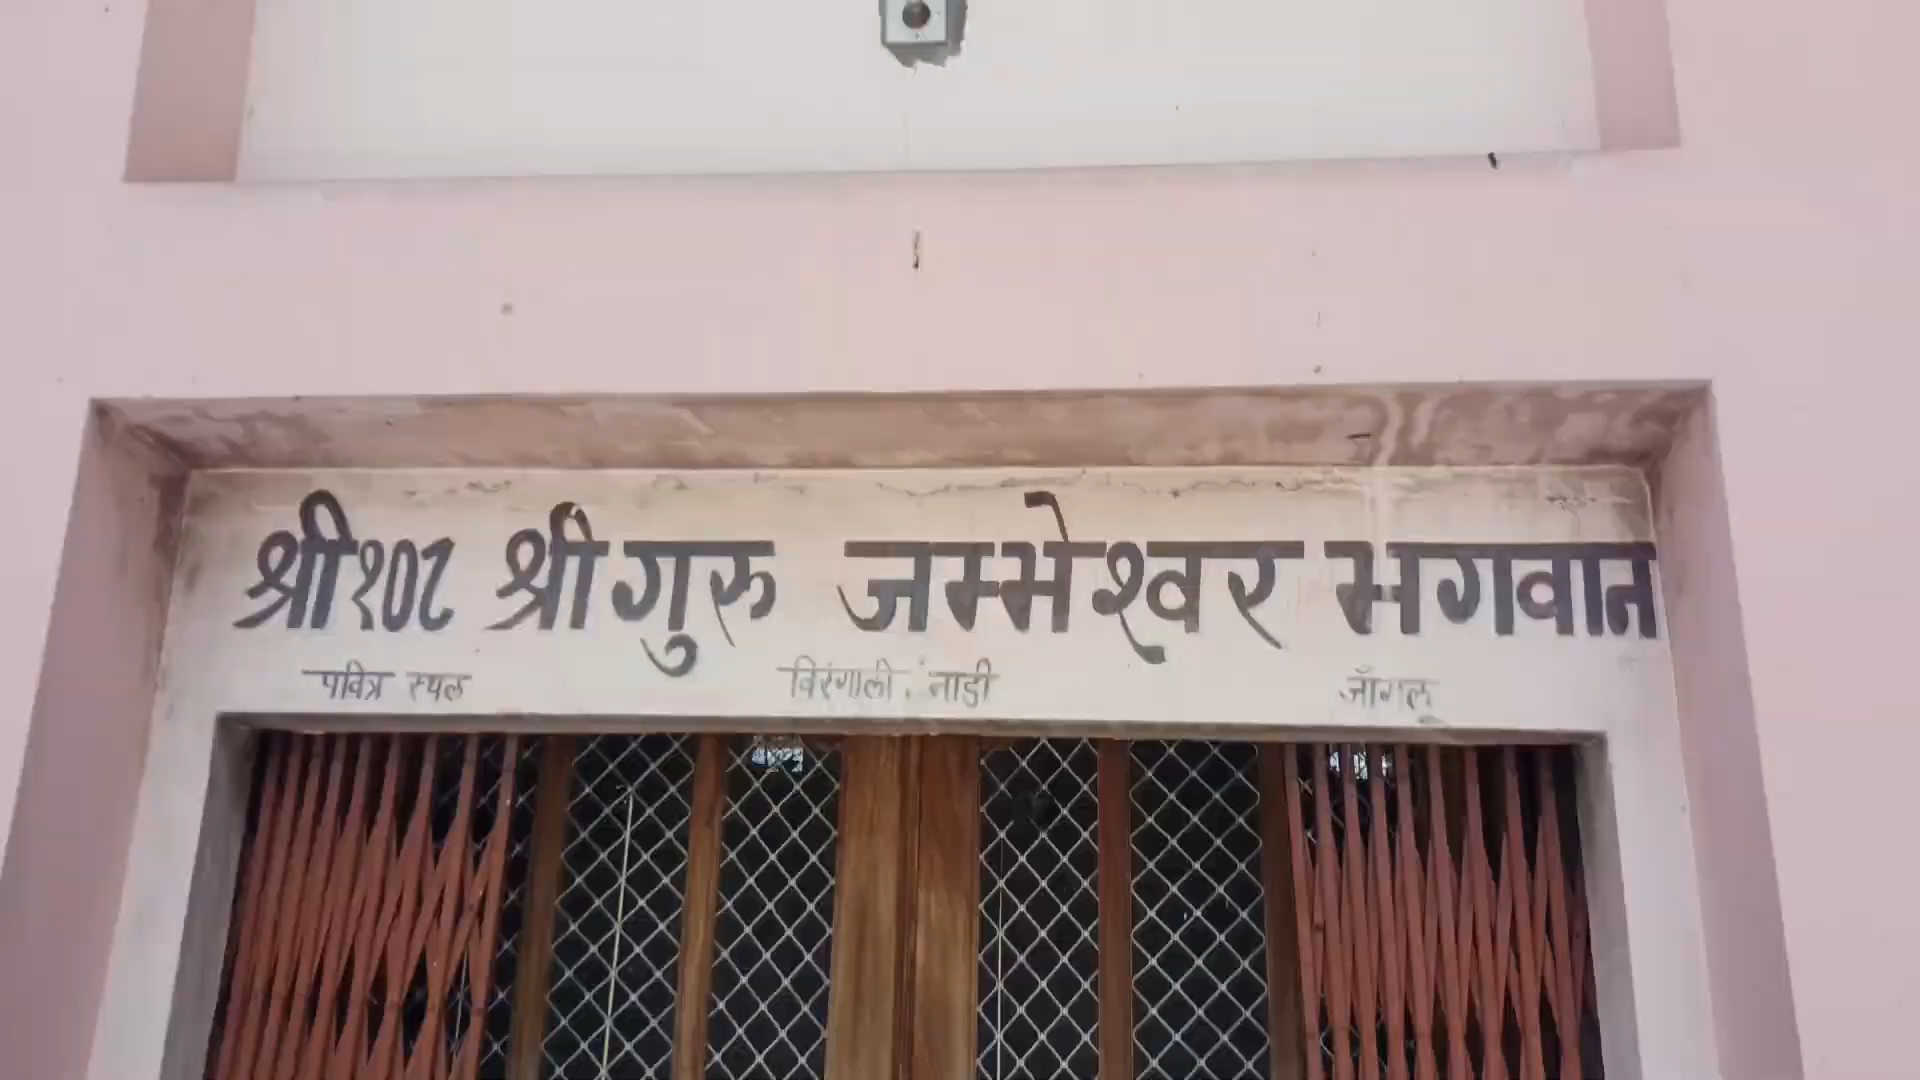 श्री १०८ श्री गुरु जम्भेश्वर भगवान
पवित्र स्थल विरंगाली नाडी जाँगलू